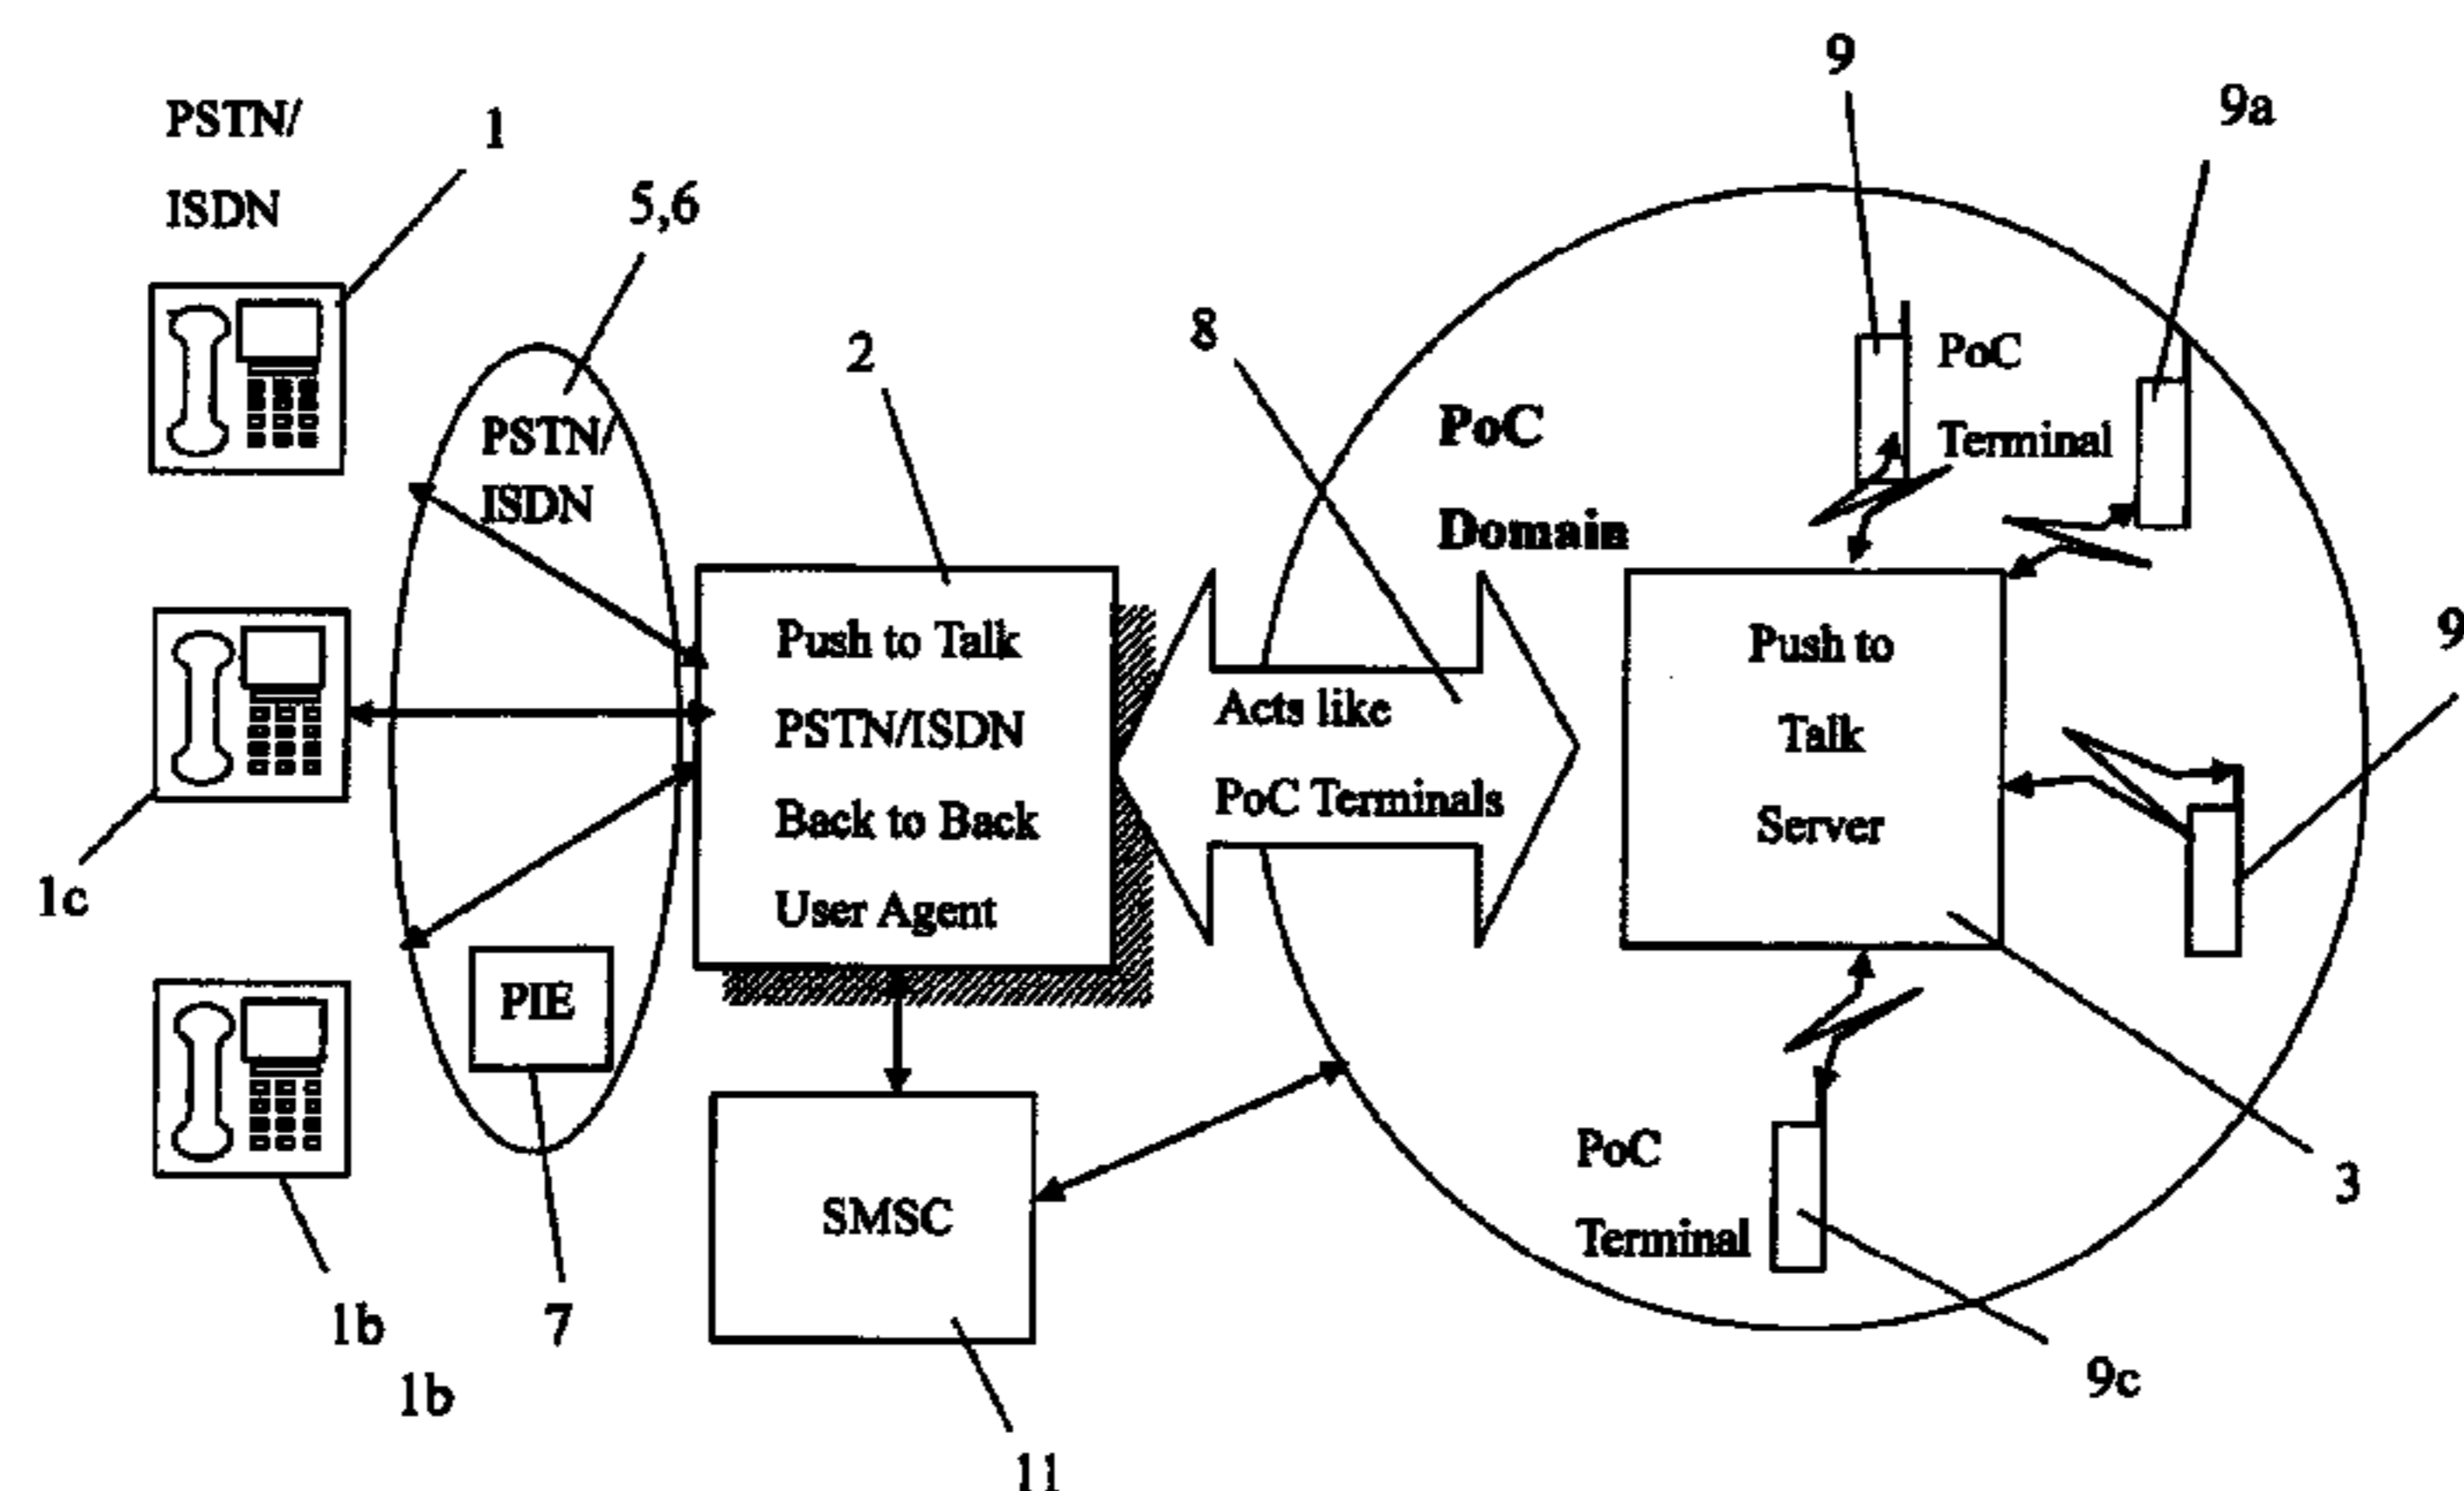 PSTN/
ISDN
1
5,6
PSTN/
ISDN
2
8
9
9a
PoC
Terminal
PoC
Domain
Push to Talk
PSTN/ISDN
Back to Back
User Agent
Acts like
PoC Terminals
Push to
Talk
Server
9
1c
PIE
SMSC
PoC
Terminal
3
1b
1b
7
9c
11